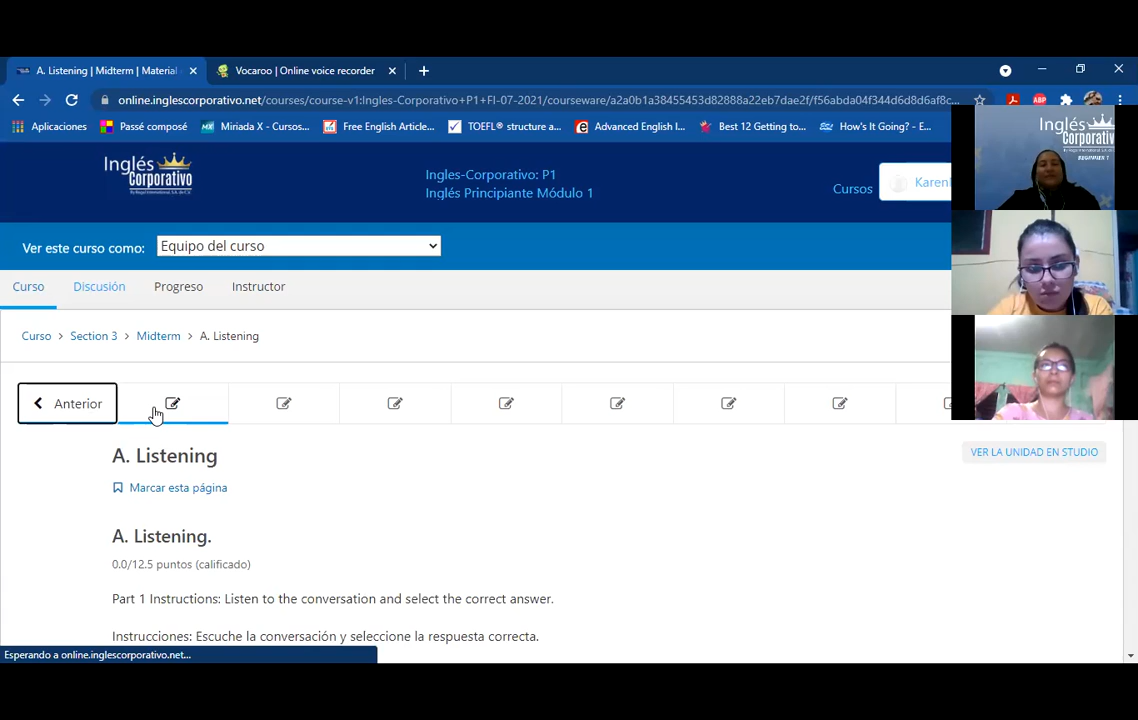 A. Listening | Midterm | Material
Vocaroo | Online voice recorder
online.inglescorporativo.net/courses/course-v1:Ingles-Corporativo+P1+FI-07-2021/courseware/a2a0b1a38455453d82888a22eb7dae2f/f56abda04f344d6d8d6af8c...
Aplicaciones
Passé composé
Miriada X - Cursos...
Free English Article...
TOEFL® structure a...
Advanced English I...
Best 12 Getting to...
How's It Going? - E...
Inglés
Corporativo
Ingles-Corporativo: P1
Inglés Principiante Módulo 1
Cursos
Karen
Inglés
Corporativo
BEGINNER 1
Ver este curso como:
Equipo del curso
Curso
Discusión
Progreso
Instructor
Curso > Section 3 > Midterm > A. Listening
Anterior
A. Listening
VER LA UNIDAD EN STUDIO
Marcar esta página
A. Listening.
0.0/12.5 puntos (calificado)
Part 1 Instructions: Listen to the conversation and select the correct answer.
Instrucciones: Escuche la conversación y seleccione la respuesta correcta.
Esperando a online.inglescorporativo.net...